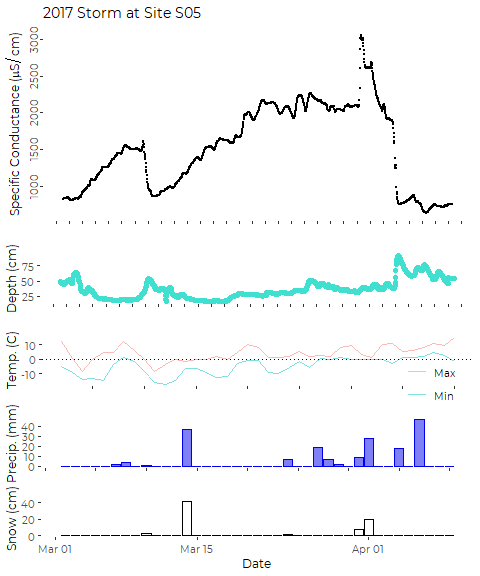 2017 Storm at Site S05
Specific Conductance (µS/ cm)
3000
2500
2000
1500
1000
Depth (cm)
75
50
25
Temp. (C)
10
0
-10
Max
Min
Precip. (mm)
40
30
20
10
0
Snow (cm)
40
20
0
Mar 01
Mar 15
Apr 01
Date